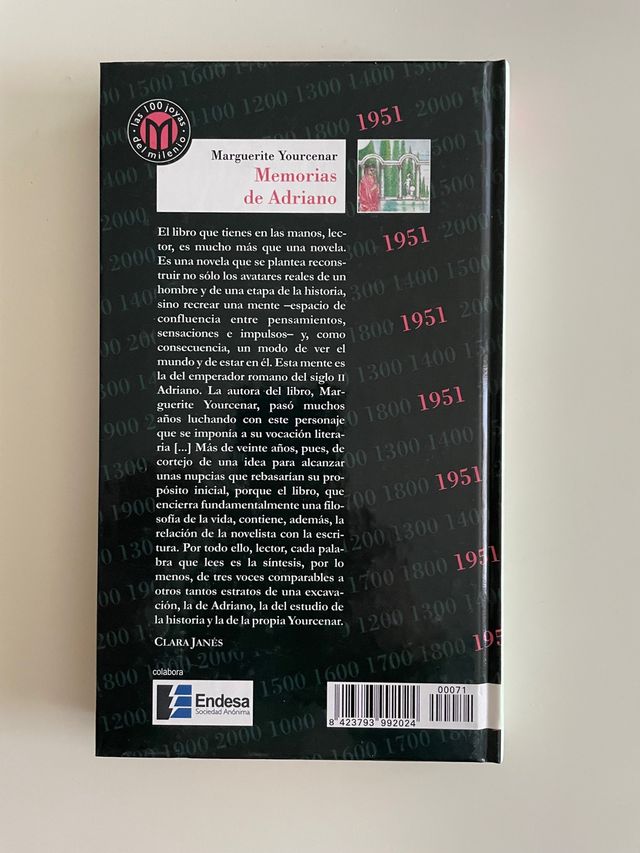 las 100 joyas
M
del milenio
1951
Marguerite Yourcenar
Memorias
de Adriano
El libro que tienes en las manos, lec-
tor, es mucho más que una novela.
Es una novela que se plantea recons-
truir no sólo los avatares reales de un
hombre y de una etapa de la historia,
sino recrear una mente –espacio de
confluencia entre pensamientos,
sensaciones e impulsos– y, como
consecuencia, un modo de ver el
mundo y de estar en él. Esta mente es
la del emperador romano del siglo II
Adriano. La autora del libro, Mar-
guerite Yourcenar, pasó muchos
años luchando con este personaje
que se imponía a su vocación litera-
ria [...] Más de veinte años, pues, de
cortejo de una idea para alcanzar
unas nupcias que rebasarían su pro-
pósito inicial, porque el libro, que
encierra fundamentalmente una filo-
sofía de la vida, contiene, además, la
relación de la novelista con la escri-
tura. Por todo ello, lector, cada pala-
bra que lees es la síntesis, por lo
menos, de tres voces comparables a
otros tantos estratos de una excava-
ción, la de Adriano, la del estudio de
la historia y la de la propia Yourcenar.
CLARA JANÉS
1951
1951
1951
1951
colabora
Endesa
Sociedad Anónima
00071
8 423793 992024